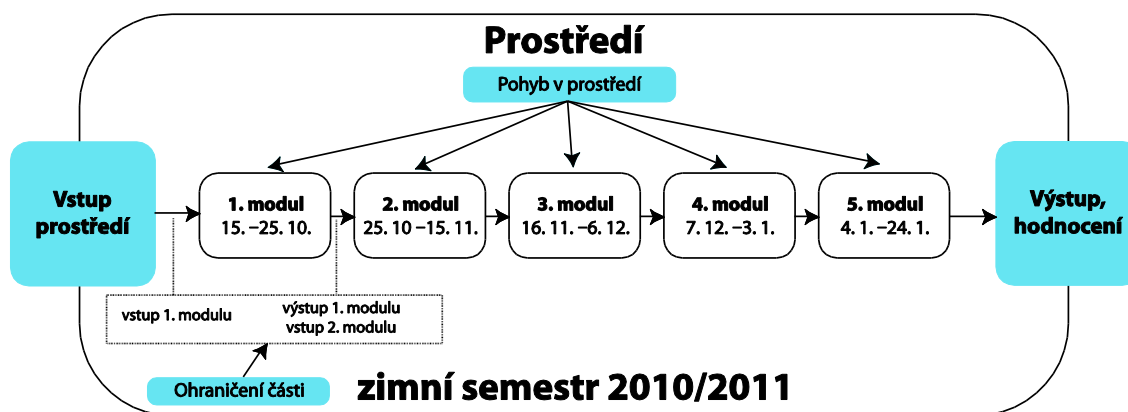 Prostředí
Pohyb v prostředí
Vstup
prostředí
1. modul
15. –25. 10.
2. modul
25. 10 –15. 11.
3. modul
16. 11. –6. 12.
4. modul
7. 12. –3. 1.
5. modul
4. 1. –24. 1.
Výstup,
hodnocení
vstup 1. modulu
výstup 1. modulu
vstup 2. modulu
Ohraničení části
zimní semestr 2010/2011